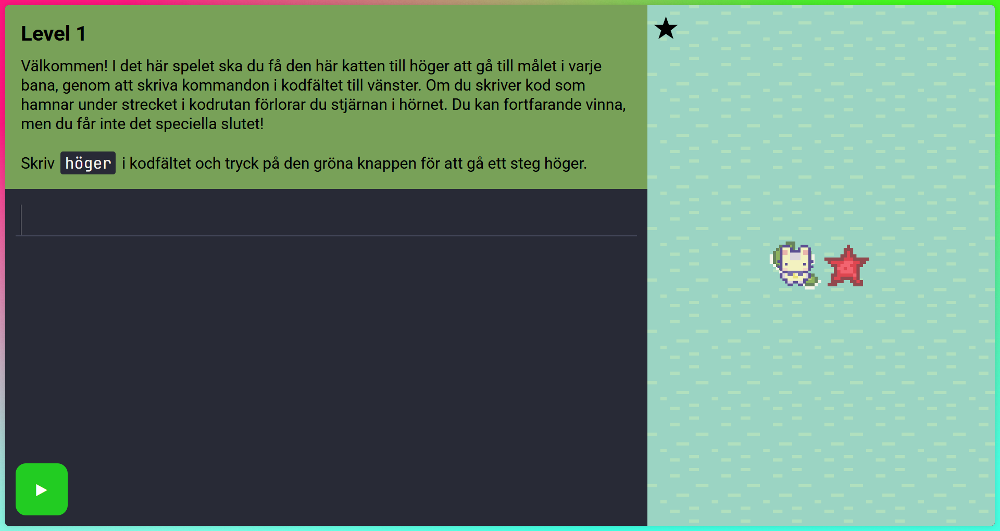 Level 1
Välkommen! I det här spelet ska du få den här katten till höger att gå till målet i varje
bana, genom att skriva kommandon i kodfältet till vänster. Om du skriver kod som
hamnar under strecket i kodrutan förlorar du stjärnan i hörnet. Du kan fortfarande vinna,
men du får inte det speciella slutet!
Skriv höger i kodfältet och tryck på den gröna knappen för att gå ett steg höger.